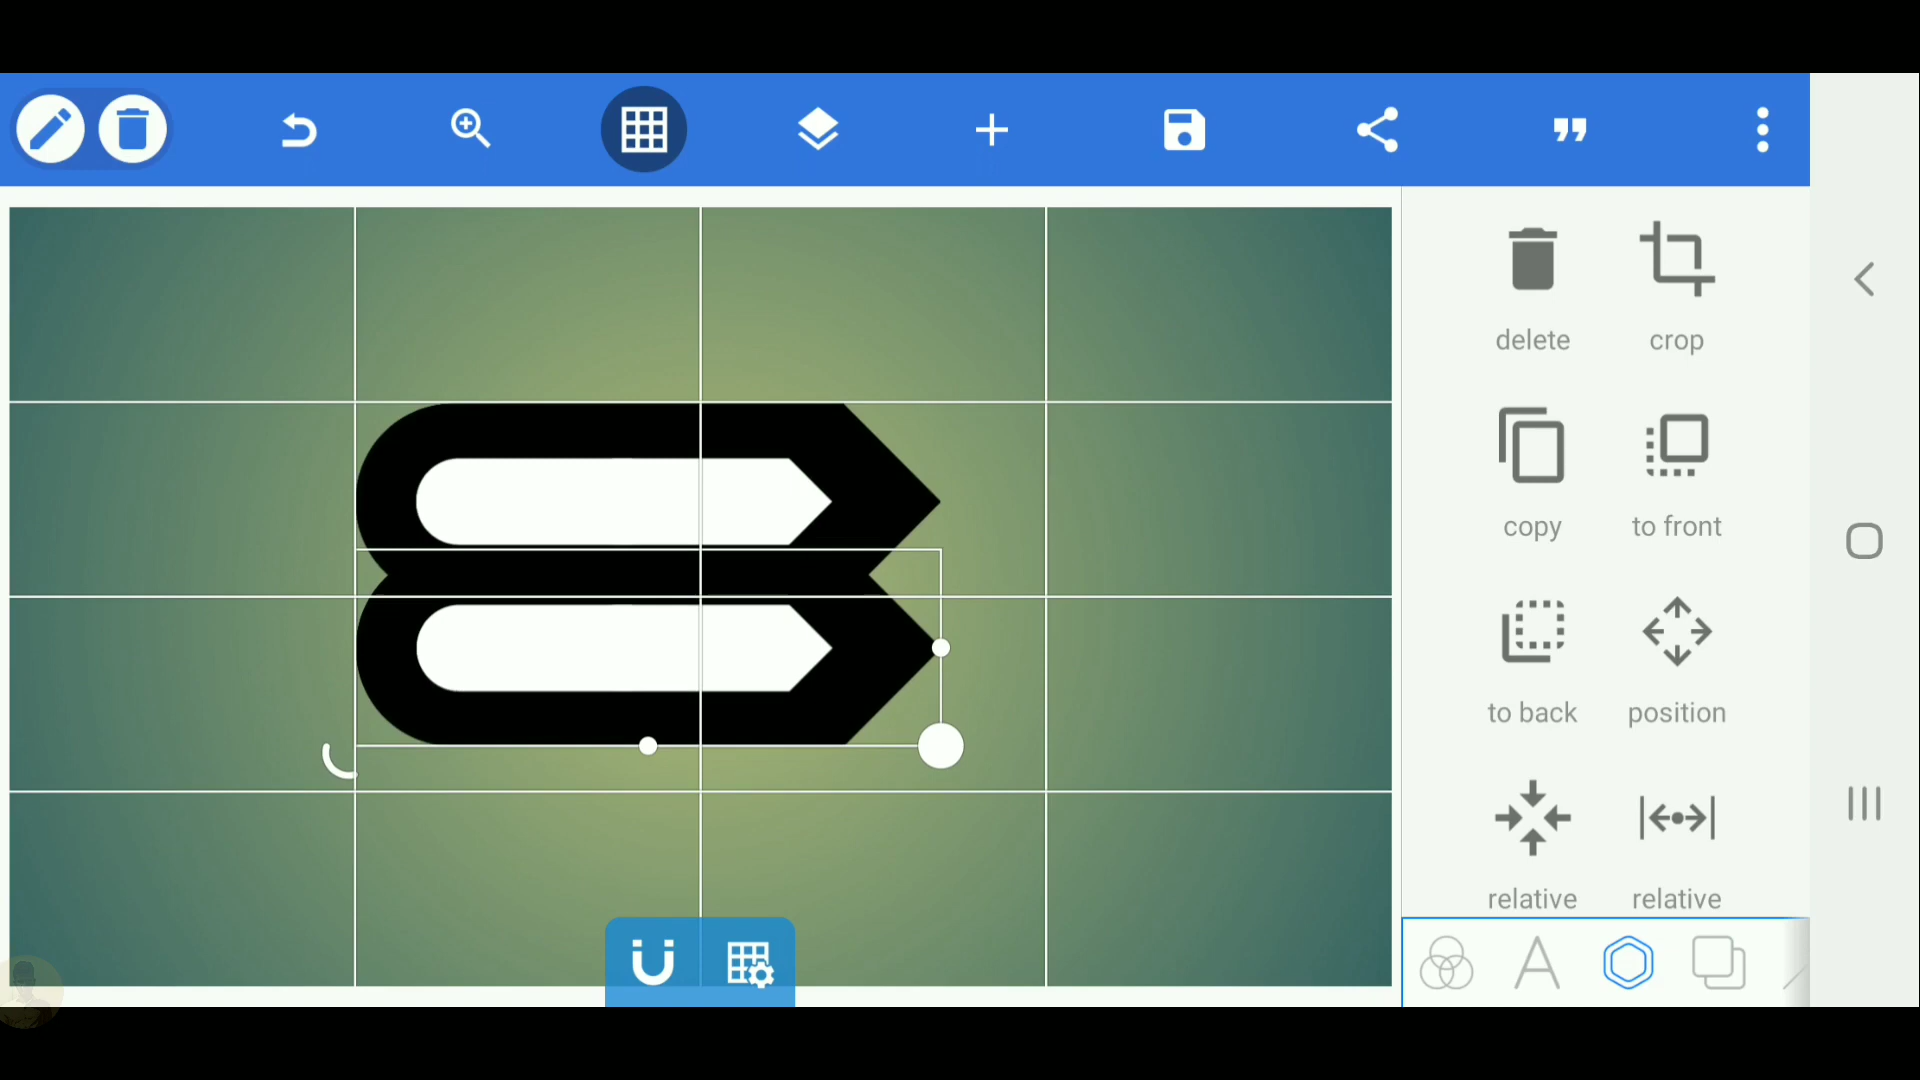 delete
crop
copy
to front
to back
position
relative
relative